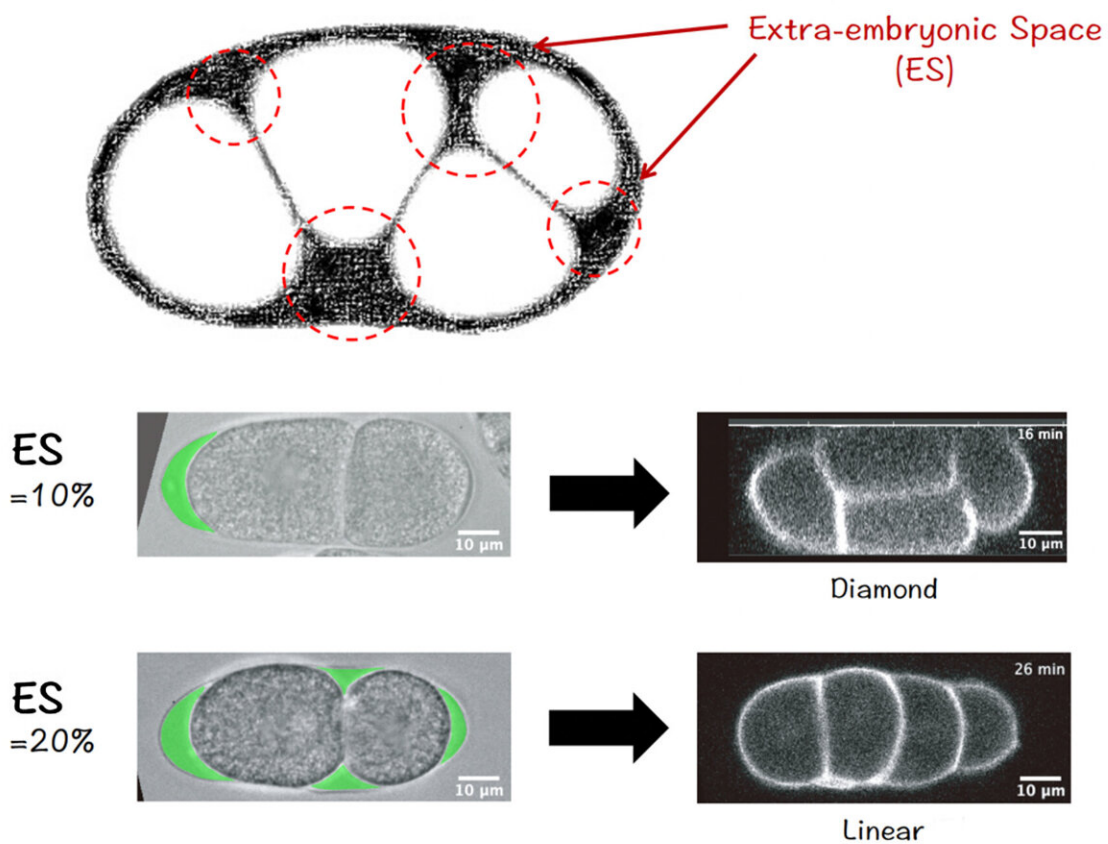 Extra-embryonic Space
(ES)
ES
=10%
10 µm
16 min
10 µm
Diamond
ES
=20%
10 µm
26 min
10 µm
Linear